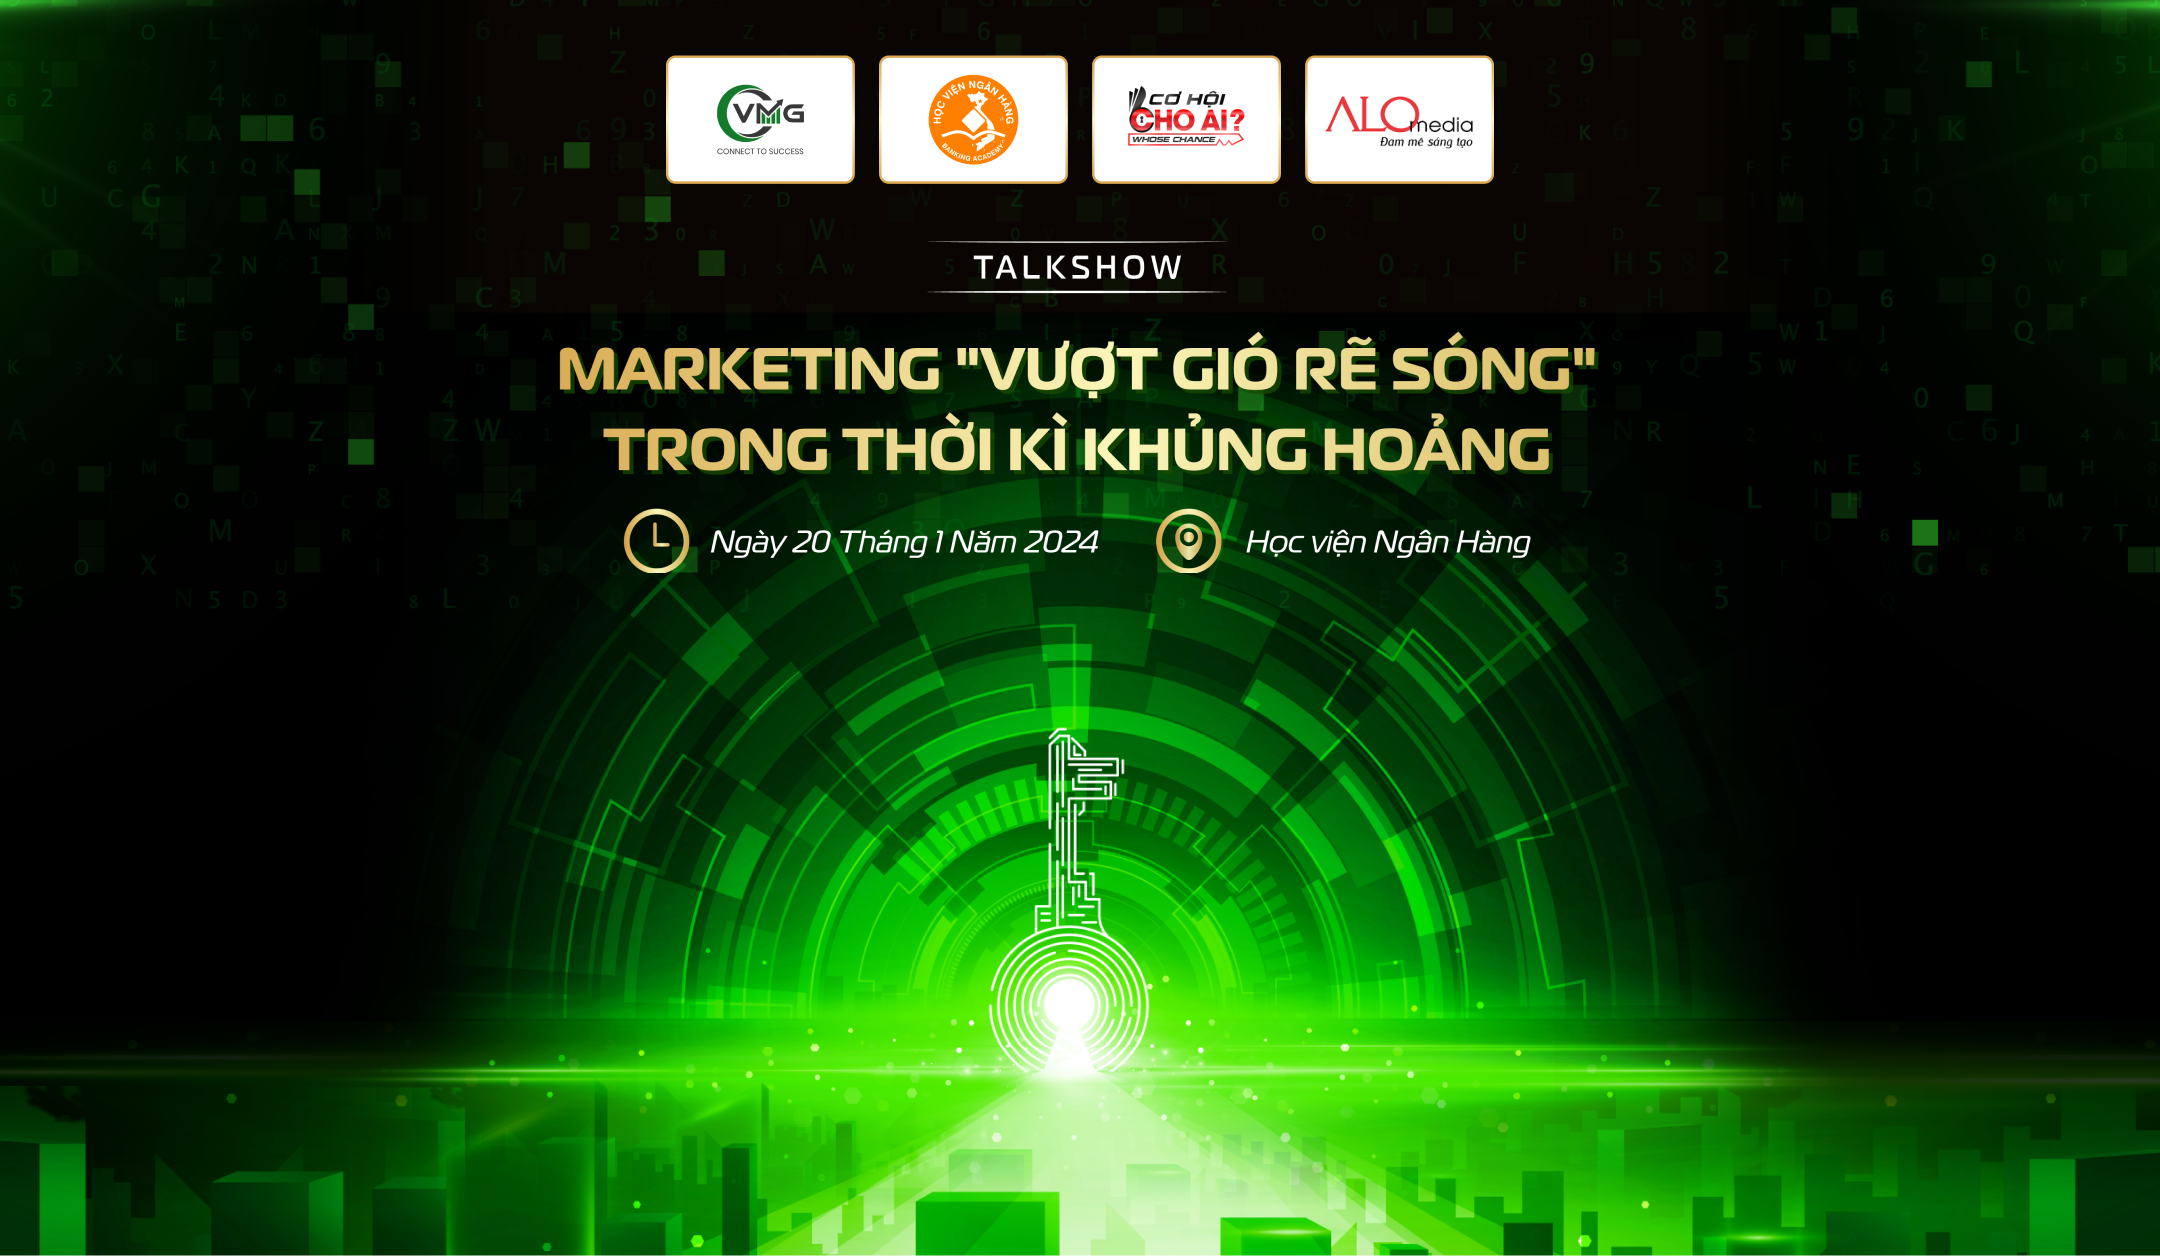 VMG
CONNECT TO SUCCESS
HỌC VIỆN NGÂN HÀNG
BANKING ACADEMY
CƠ HỘI
CHO AI?
WHOSE CHANCE
ALO media
Đam mê sáng tạo
TALKSHOW
MARKETING "VƯỢT GIÓ RẼ SÓNG"
TRONG THỜI KÌ KHỦNG HOẢNG
Ngày 20 Tháng 1 Năm 2024
Học viện Ngân Hàng